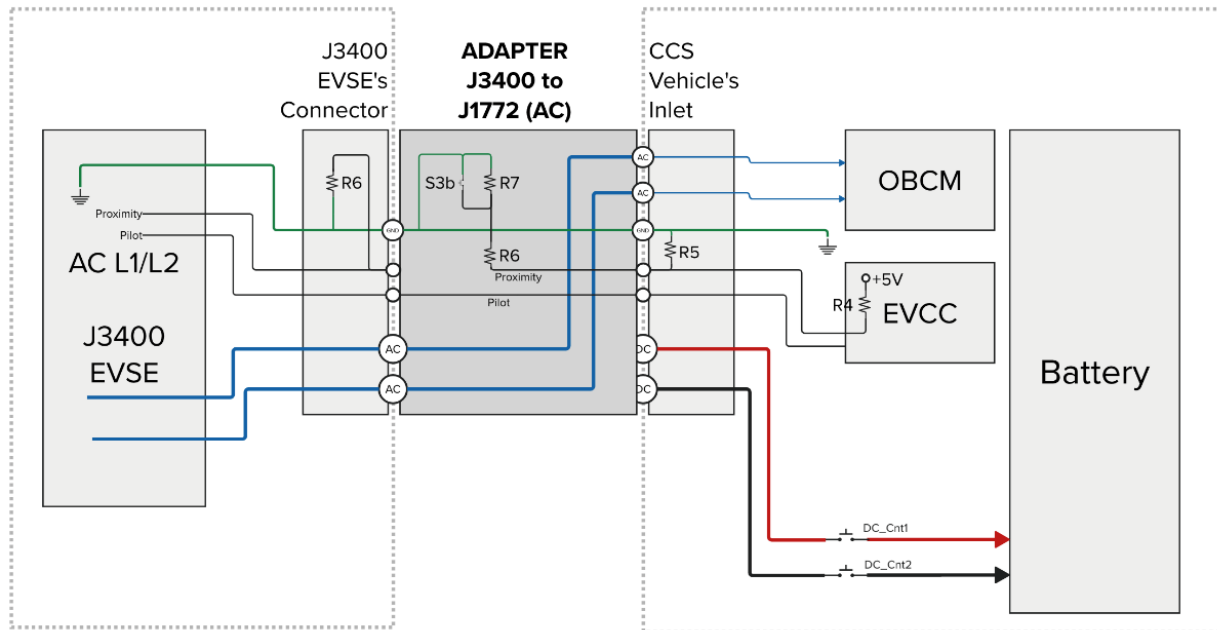 J3400
EVSE's
Connector
ADAPTER
J3400 to
J1772 (AC)
CCS
Vehicle's
Inlet
Proximity
Pilot
AC L1/L2
J3400
EVSE
R6
GND
AC
AC
S3b
R7
R6
Proximity
Pilot
AC
AC
GND
DC
DC
R5
OBCM
+5V
R4
EVCC
Battery
DC_Cnt1
DC_Cnt2